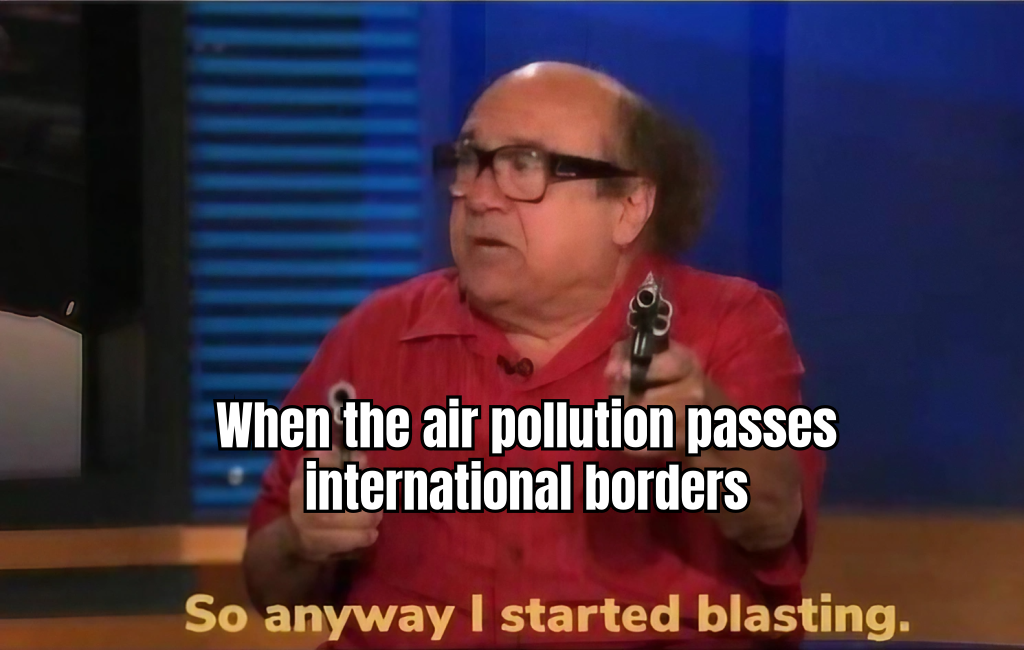 When the air pollution passes
international borders
So anyway I started blasting.